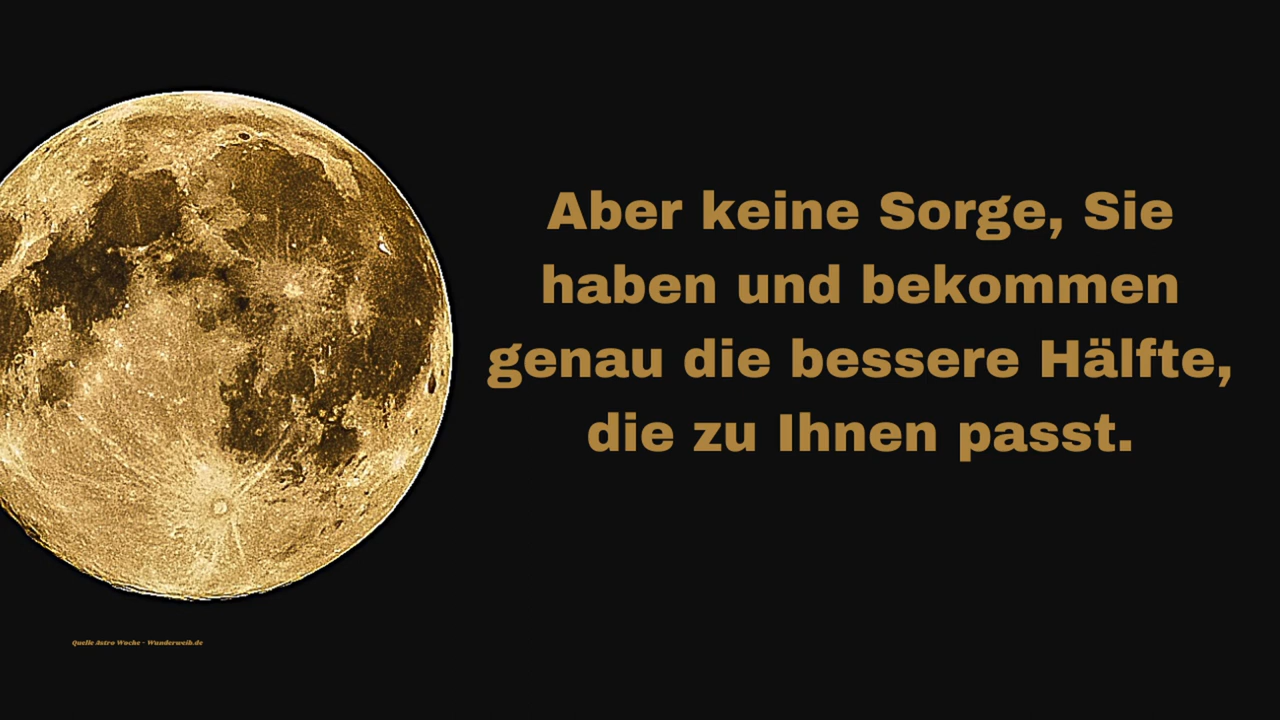 Aber keine Sorge, Sie
haben und bekommen
genau die bessere Hälfte,
die zu Ihnen passt.
Quelle Astro Woche - Wunderweib.de